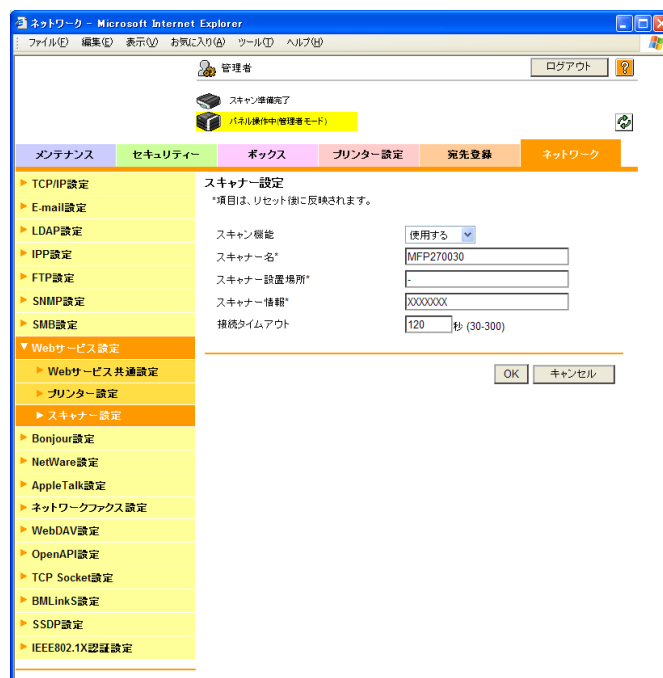 ネットワーク - Microsoft Internet Explorer
ファイル(F) 編集(E) 表示(V) お気に入り(A) ツール(T) ヘルプ(H)
管理者 ログアウト ?
スキャン準備完了
パネル操作中(管理者モード)
メンテナンス セキュリティー ボックス プリンター設定 宛先登録 ネットワーク
TCP/IP設定
E-mail設定
LDAP設定
IPP設定
FTP設定
SNMP設定
SMB設定
Webサービス設定
Webサービス共通設定
プリンター設定
スキャナー設定
Bonjour設定
NetWare設定
AppleTalk設定
ネットワークファクス設定
WebDAV設定
OpenAPI設定
TCP Socket設定
BMLinkS設定
SSDP設定
IEEE802.1X認証設定
スキャナー設定
*項目は、リセット後に反映されます。
スキャン機能 使用する
スキャナー名* MFP270030
スキャナー設置場所* -
スキャナー情報* XXXXXXX
接続タイムアウト 120 秒 (30-300)
OK キャンセル